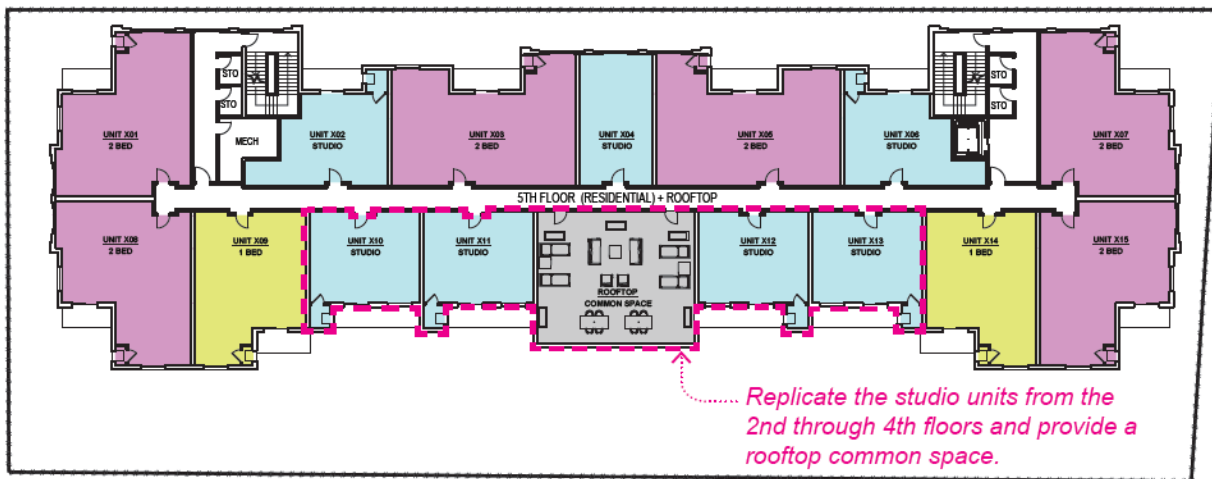 STO
STO
MECH
UNIT X01
2 BED
UNIT X02
STUDIO
UNIT X03
2 BED
UNIT X04
STUDIO
UNIT X05
2 BED
UNIT X06
STUDIO
STO
STO
UNIT X07
2 BED
5TH FLOOR (RESIDENTIAL) + ROOFTOP
UNIT X08
2 BED
UNIT X09
1 BED
UNIT X10
STUDIO
UNIT X11
STUDIO
ROOFTOP
COMMON SPACE
UNIT X12
STUDIO
UNIT X13
STUDIO
UNIT X14
1 BED
UNIT X15
2 BED
Replicate the studio units from the
2nd through 4th floors and provide a
rooftop common space.